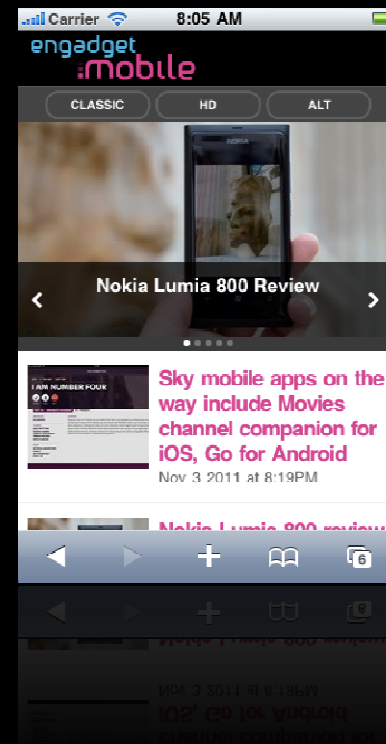 Carrier 8:05 AM
engadget
:mobile
CLASSIC HD ALT
NOKIA
Nokia Lumia 800 Review
I AM NUMBER FOUR
Sky mobile apps on the
way include Movies
channel companion for
iOS, Go for Android
Nov 3 2011 at 8:19PM
Nokia Lumia 800 review
6